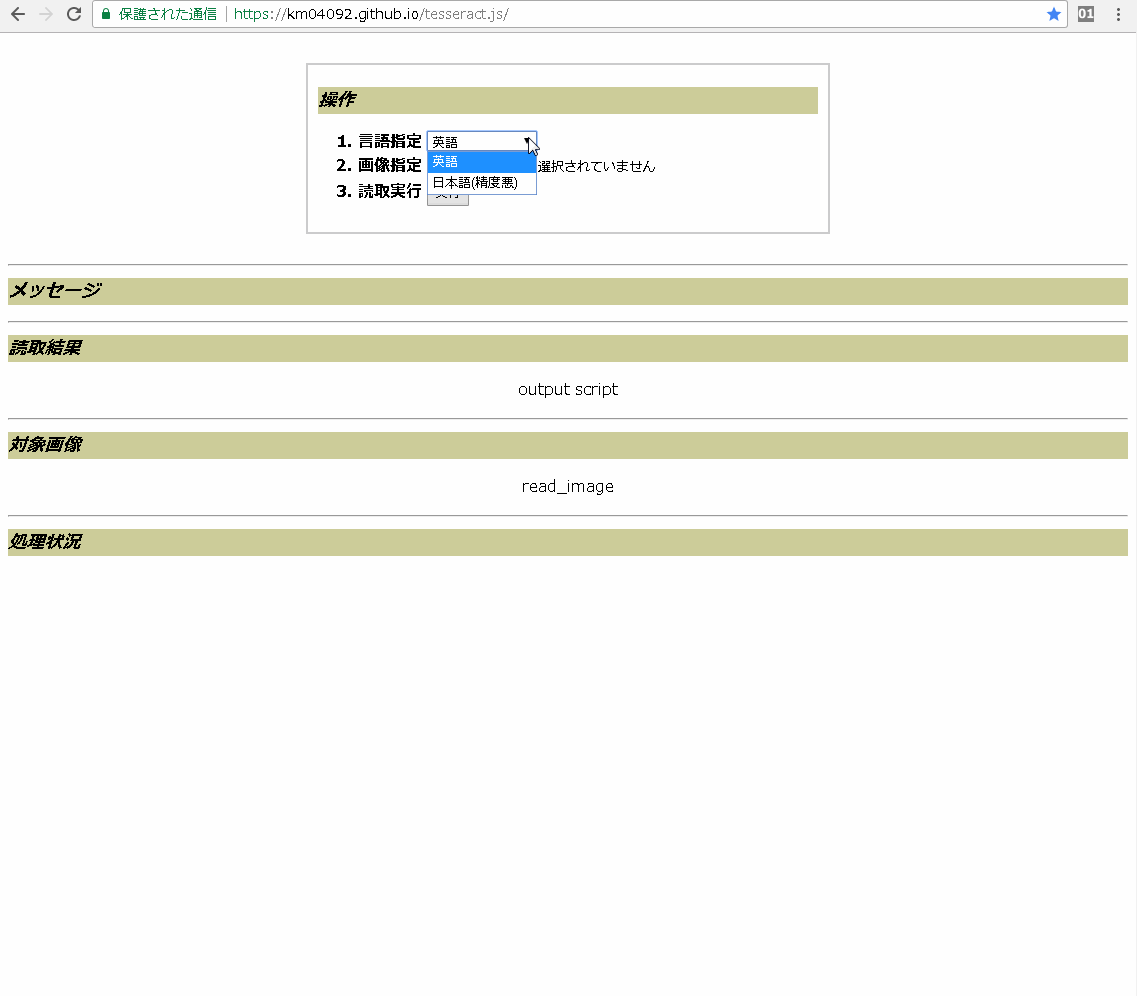 保護された通信 https://km04092.github.io/tesseract.js/ 01
操作
1. 言語指定 英語
英語
2. 画像指定 選択されていません
日本語(精度悪)
3. 読取実行
メッセージ
読取結果
output script
対象画像
read_image
処理状況